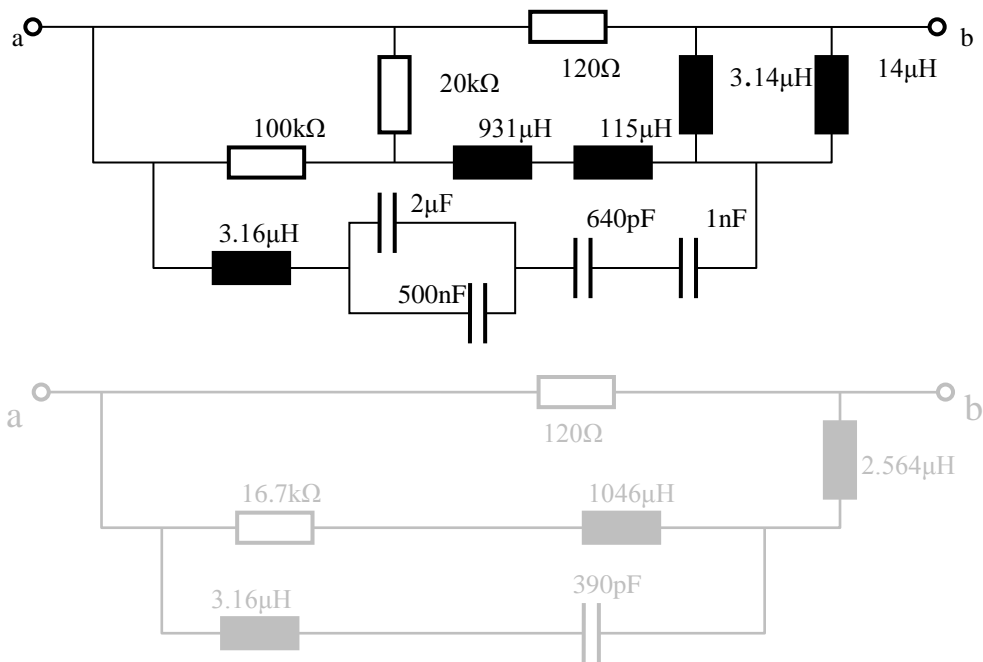 a
b
120Ω
3.14μH
14μH
20kΩ
100kΩ
931μH
115μH
2μF
640pF
1nF
3.16μH
500nF
a
b
120Ω
2.564μH
16.7kΩ
1046μH
3.16μH
390pF